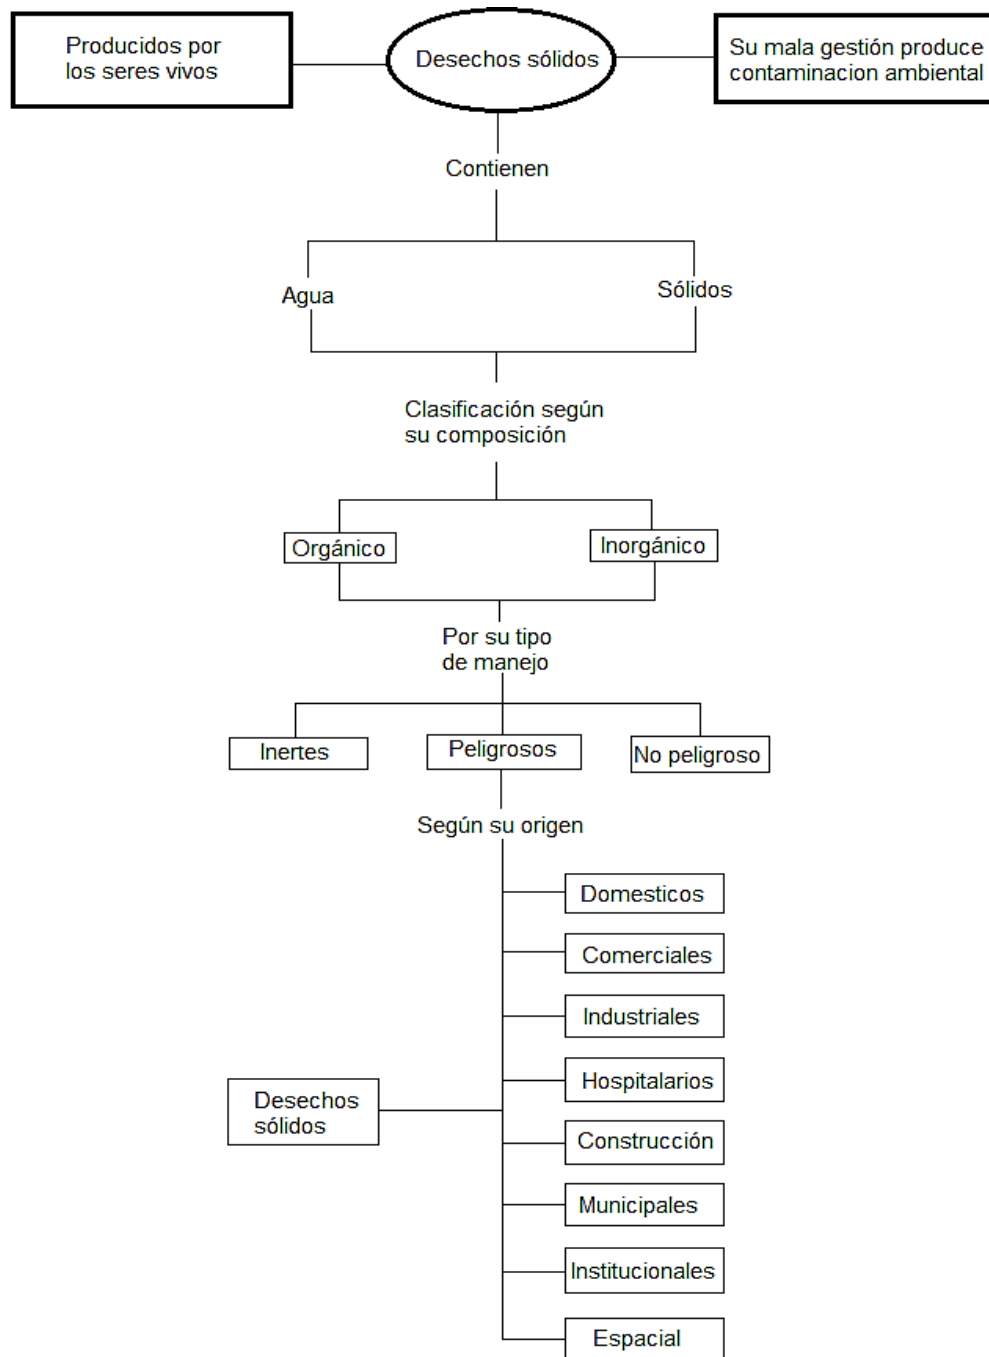 Producidos por
los seres vivos
Desechos sólidos
Su mala gestión produce
contaminacion ambiental
Contienen
Agua
Sólidos
Clasificación según
su composición
Orgánico
Inorgánico
Por su tipo
de manejo
Inertes
Peligrosos
No peligroso
Según su origen
Domesticos
Comerciales
Industriales
Hospitalarios
Desechos
sólidos
Construcción
Municipales
Institucionales
Espacial